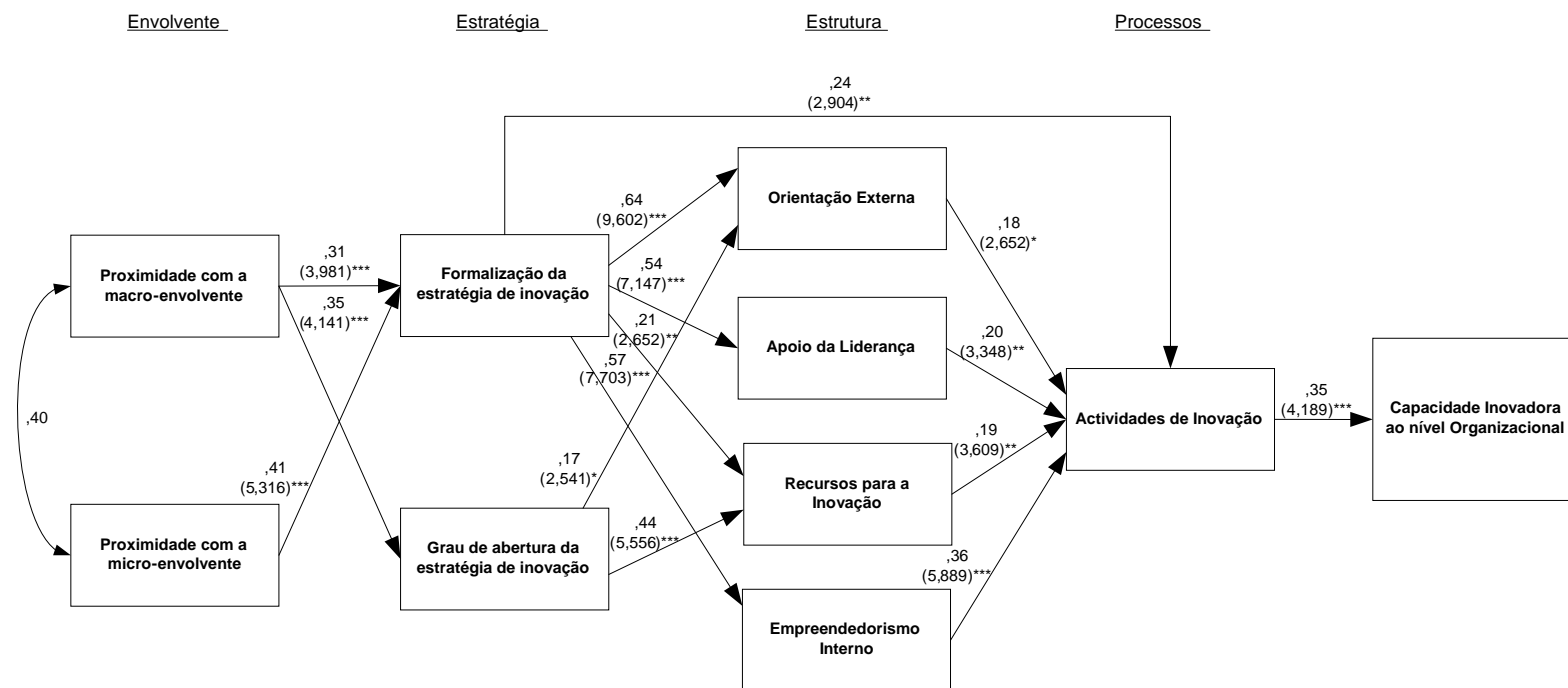 Envolvente
Estratégia
Estrutura
Processos
,24
(2,904)**
Orientação Externa
,64
(9,602)***
,18
(2,652)*
Proximidade com a
macro-envolvente
,31
(3,981)***
,35
(4,141)***
Formalização da
estratégia de inovação
,54
(7,147)***
,21
(2,652)**
,57
(7,703)***
Apoio da Liderança
,20
(3,348)**
Actividades de Inovação
,35
(4,189)***
Capacidade Inovadora
ao nível Organizacional
,40
,41
(5,316)***
,17
(2,541)*
Recursos para a
Inovação
,19
(3,609)**
Proximidade com a
micro-envolvente
Grau de abertura da
estratégia de inovação
,44
(5,556)***
,36
(5,889)***
Empreendedorismo
Interno